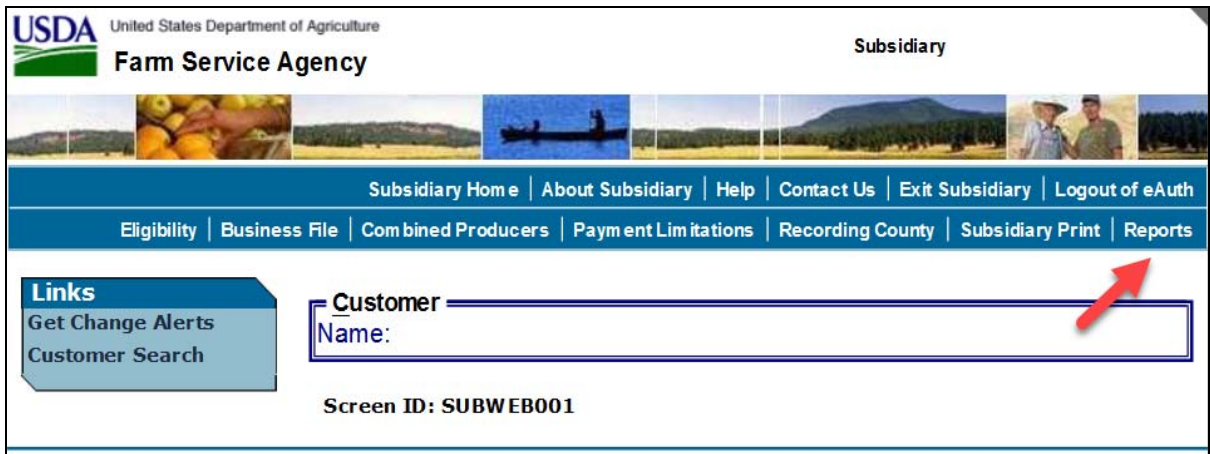 USDA United States Department of Agriculture
Farm Service Agency
Subsidiary
Subsidiary Home | About Subsidiary | Help | Contact Us | Exit Subsidiary | Logout of eAuth
Eligibility | Business File | Combined Producers | Payment Limitations | Recording County | Subsidiary Print | Reports
Links
Get Change Alerts
Customer Search
Customer
Name:
Screen ID: SUBWEB001